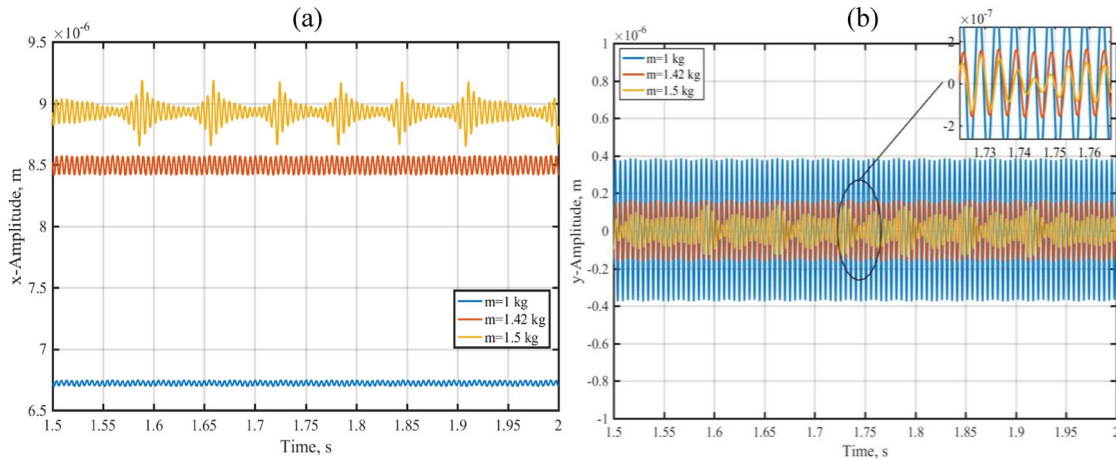 (a)
×10⁻⁶
9.5
9
8.5
8
7.5
7
6.5
x-Amplitude, m
m=1 kg
m=1.42 kg
m=1.5 kg
1.5 1.55 1.6 1.65 1.7 1.75 1.8 1.85 1.9 1.95 2
Time, s
(b)
×10⁻⁶
1
0.8
0.6
0.4
0.2
0
-0.2
-0.4
-0.6
-0.8
-1
y-Amplitude, m
m=1 kg
m=1.42 kg
m=1.5 kg
×10⁻⁷
2
0
-2
1.73 1.74 1.75 1.76
1.5 1.55 1.6 1.65 1.7 1.75 1.8 1.85 1.9 1.95 2
Time, s